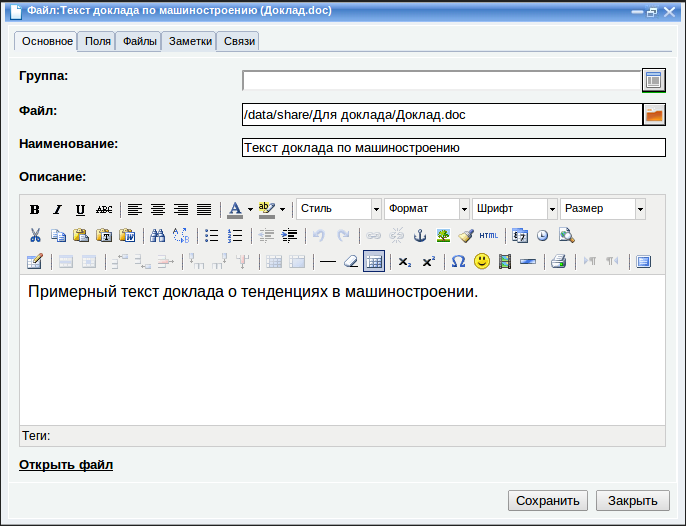 Файл:Текст доклада по машиностроению (Доклад.doc)
Основное Поля Файлы Заметки Связи
Группа:
Файл: /data/share/Для доклада/Доклад.doc
Наименование: Текст доклада по машиностроению
Описание:
B I U ABC A ab Стиль Формат Шрифт Размер
HTML
x₂ x² Ω
Примерный текст доклада о тенденциях в машиностроении.
Теги:
Открыть файл
Сохранить Закрыть